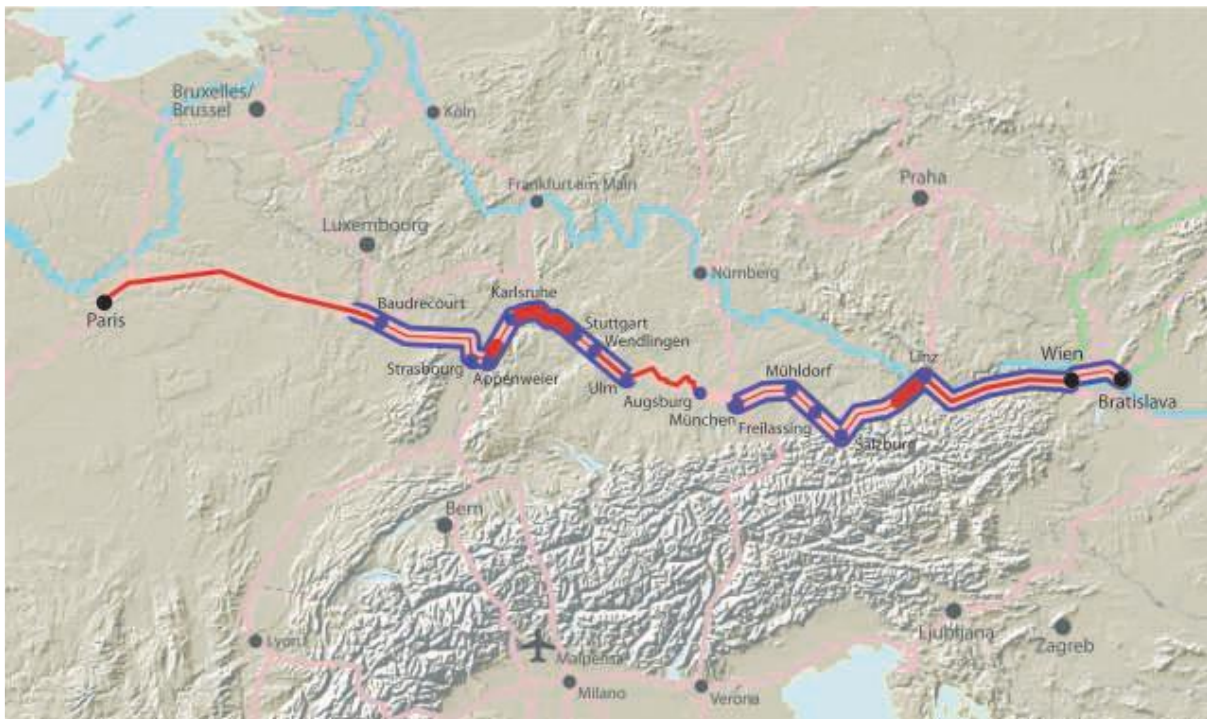 Bruxelles/
Brussel
Köln
Frankfurt am Main
Praha
Luxembourg
Nürnberg
Paris
Baudrecourt
Karlsruhe
Stuttgart
Wendlingen
Strasbourg
Appenweier
Ulm
Augsburg
München
Mühldorf
Freilassing
Linz
Salzburg
Wien
Bratislava
Bern
Lyon
Malpensa
Milano
Verona
Ljubljana
Zagreb